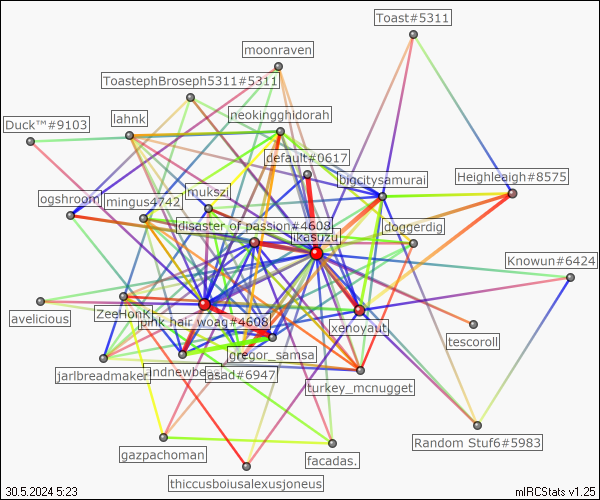 Toast#5311
moonraven
ToastephBroseph5311#5311
lahnk
neokingghidorah
Duck™#9103
default#0617
bigcitysamurai
Heighleaigh#8575
ogshroom
mingus4742
mukszi
disaster of passion#4608
doggerdig
ikasuzu
Knowun#6424
avelicious
ZeeHonk
pink hair woag#4608
xenoyaut
tescoroll
gregor_samsa
jarlbreadmaker
asad#6947
turkey_mcnugget
Random Stuf6#5983
gazpachoman
facadas.
thiccusboiusalexusjoneus
30.5.2024 5:23
mIRCStats v1.25